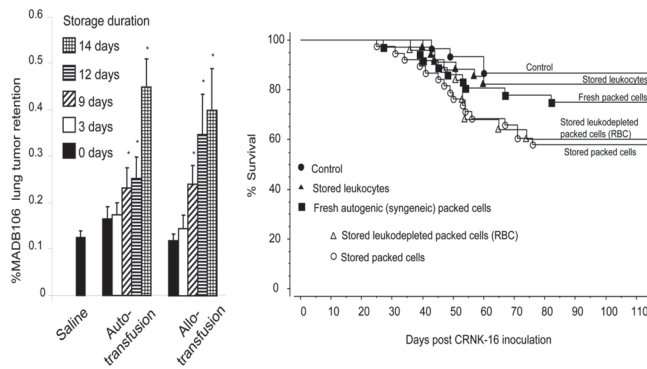 0.6
0.5
0.4
0.3
0.2
0.1
0
%MADB106 lung tumor retention
Storage duration
14 days
12 days
9 days
3 days
0 days
*
*
*
*
*
*
Saline
Auto-
transfusion
Allo-
transfusion
100
80
60
40
20
0
% Survival
Control
Stored leukocytes
Fresh packed cells
Stored leukodepleted
packed cells (RBC)
Stored packed cells
Control
Stored leukocytes
Fresh autogenic (syngeneic) packed cells
Stored leukodepleted packed cells (RBC)
Stored packed cells
0 10 20 30 40 50 60 70 80 90 100 110
Days post CRNK-16 inoculation